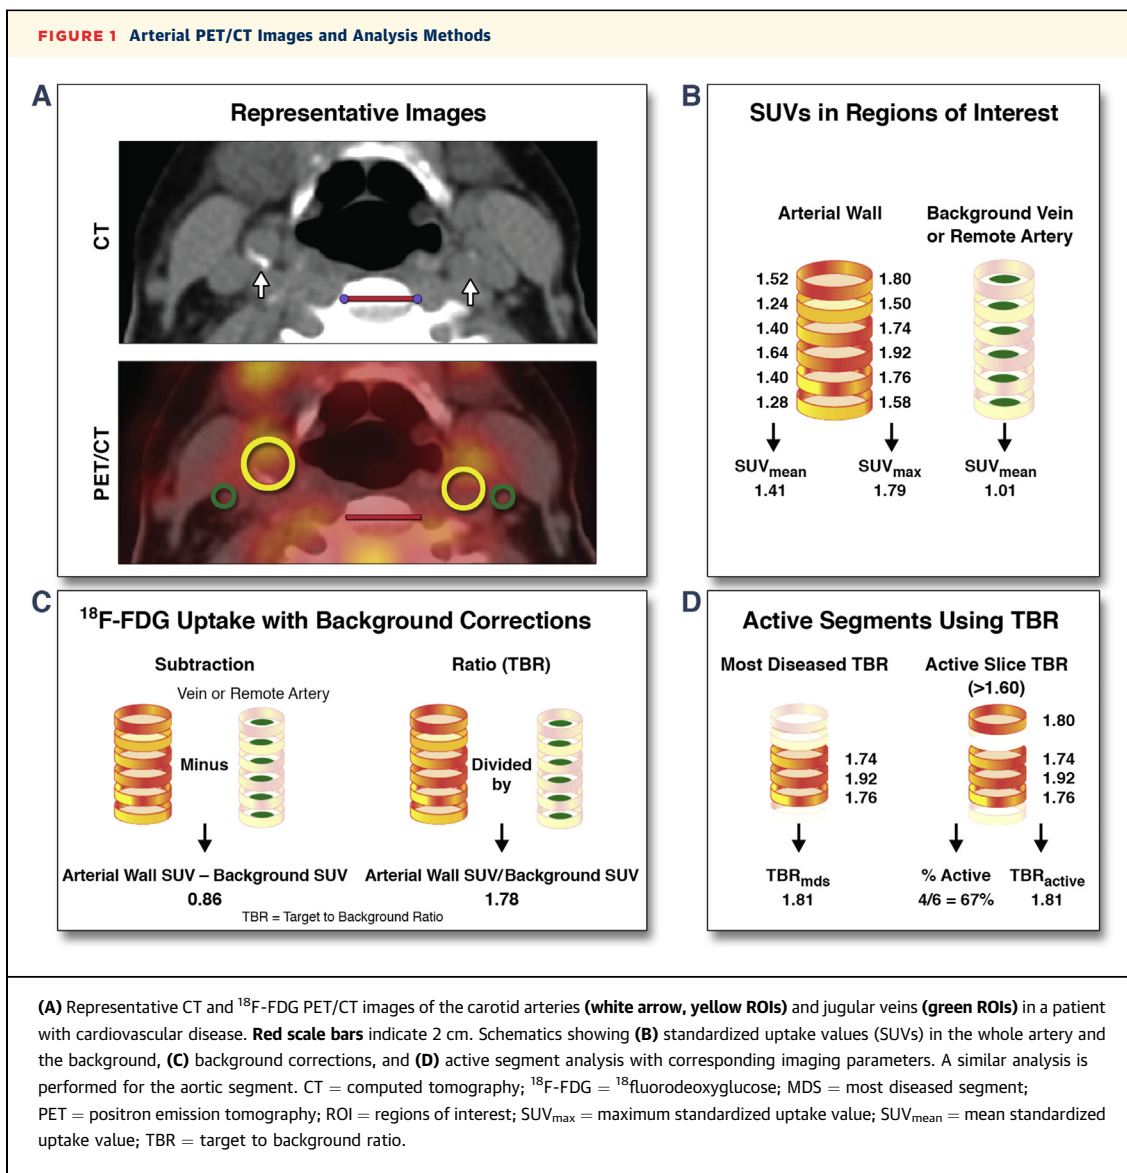 FIGURE 1 Arterial PET/CT Images and Analysis Methods
A
Representative Images
CT
PET/CT
B
SUVs in Regions of Interest
Arterial Wall
Background Vein
or Remote Artery
1.52 1.80
1.24 1.50
1.40 1.74
1.64 1.92
1.40 1.76
1.28 1.58
SUVmean SUVmax SUVmean
1.41 1.79 1.01
C
¹⁸F-FDG Uptake with Background Corrections
Subtraction Ratio (TBR)
Vein or Remote Artery
Minus
Divided
by
Arterial Wall SUV – Background SUV Arterial Wall SUV/Background SUV
0.86 1.78
TBR = Target to Background Ratio
D
Active Segments Using TBR
Most Diseased TBR
Active Slice TBR
(>1.60)
1.80
1.74 1.74
1.92 1.92
1.76 1.76
TBRmds % Active TBRactive
1.81 4/6 = 67% 1.81
(A) Representative CT and ¹⁸F-FDG PET/CT images of the carotid arteries (white arrow, yellow ROIs) and jugular veins (green ROIs) in a patient
with cardiovascular disease. Red scale bars indicate 2 cm. Schematics showing (B) standardized uptake values (SUVs) in the whole artery and
the background, (C) background corrections, and (D) active segment analysis with corresponding imaging parameters. A similar analysis is
performed for the aortic segment. CT = computed tomography; ¹⁸F-FDG = ¹⁸fluorodeoxyglucose; MDS = most diseased segment;
PET = positron emission tomography; ROI = regions of interest; SUVmax = maximum standardized uptake value; SUVmean = mean standardized
uptake value; TBR = target to background ratio.